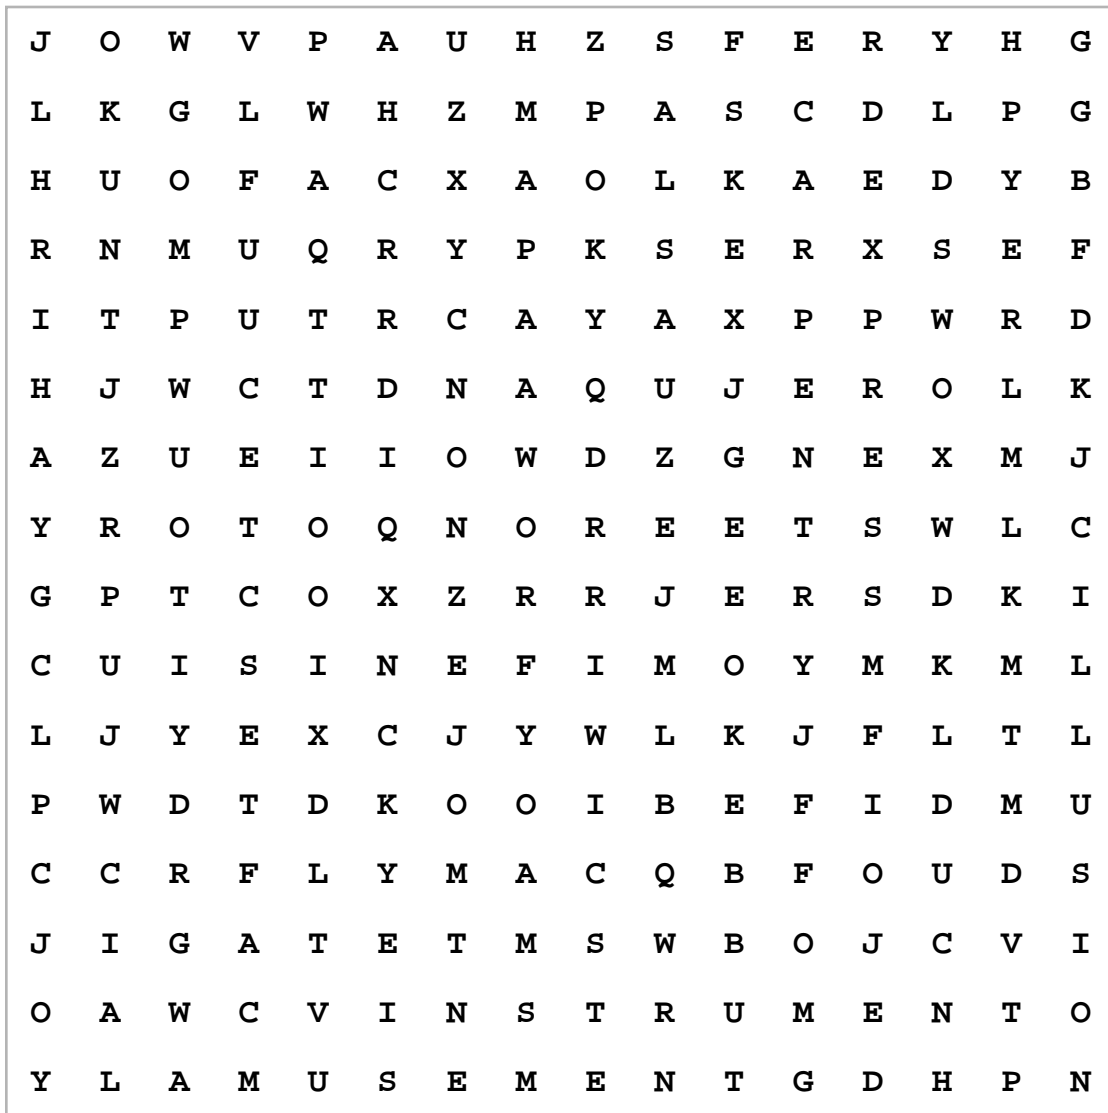 J O W V P A U H Z S F E R Y H G
L K G L W H Z M P A S C D L P G
H U O F A C X A O L K A E D Y B
R N M U Q R Y P K S E R X S E F
I T P U T R C A Y A X P P W R D
H J W C T D N A Q U J E R O L K
A Z U E I I O W D Z G N E X M J
Y R O T O Q N O R E E T S W L C
G P T C O X Z R R J E R S D K I
C U I S I N E F I M O Y M K M L
L J Y E X C J Y W L K J F L T L
P W D T D K O O I B E F I D M U
C C R F L Y M A C Q B F O U D S
J I G A T E T M S W B O J C V I
O A W C V I N S T R U M E N T O
Y L A M U S E M E N T G D H P N